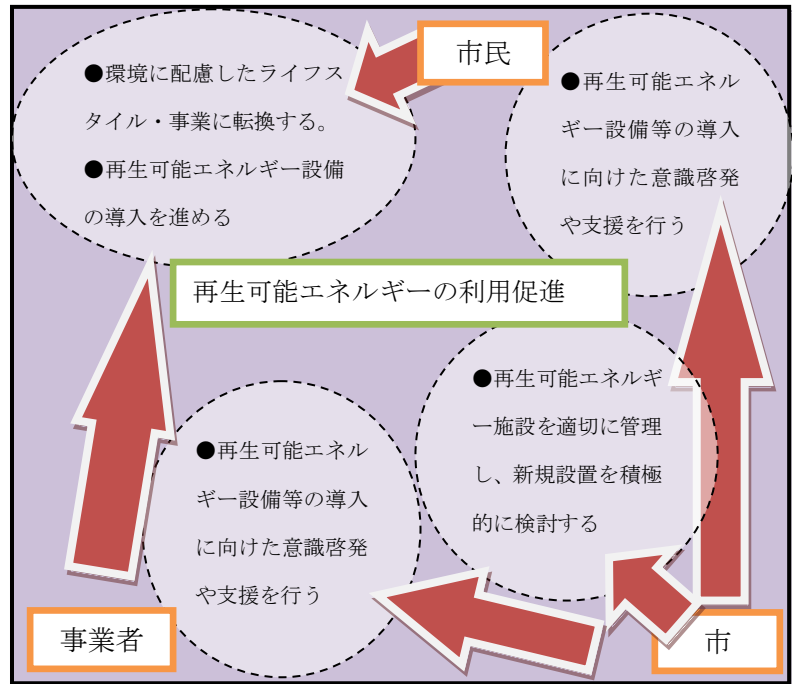 市民
●環境に配慮したライフス
タイル・事業に転換する。
●再生可能エネルギー設備
の導入を進める
●再生可能エネル
ギー設備等の導入
に向けた意識啓発
や支援を行う
再生可能エネルギーの利用促進
●再生可能エネルギ
ー施設を適切に管理
し、新規設置を積極
的に検討する
●再生可能エネル
ギー設備等の導入
に向けた意識啓発
や支援を行う
事業者
市